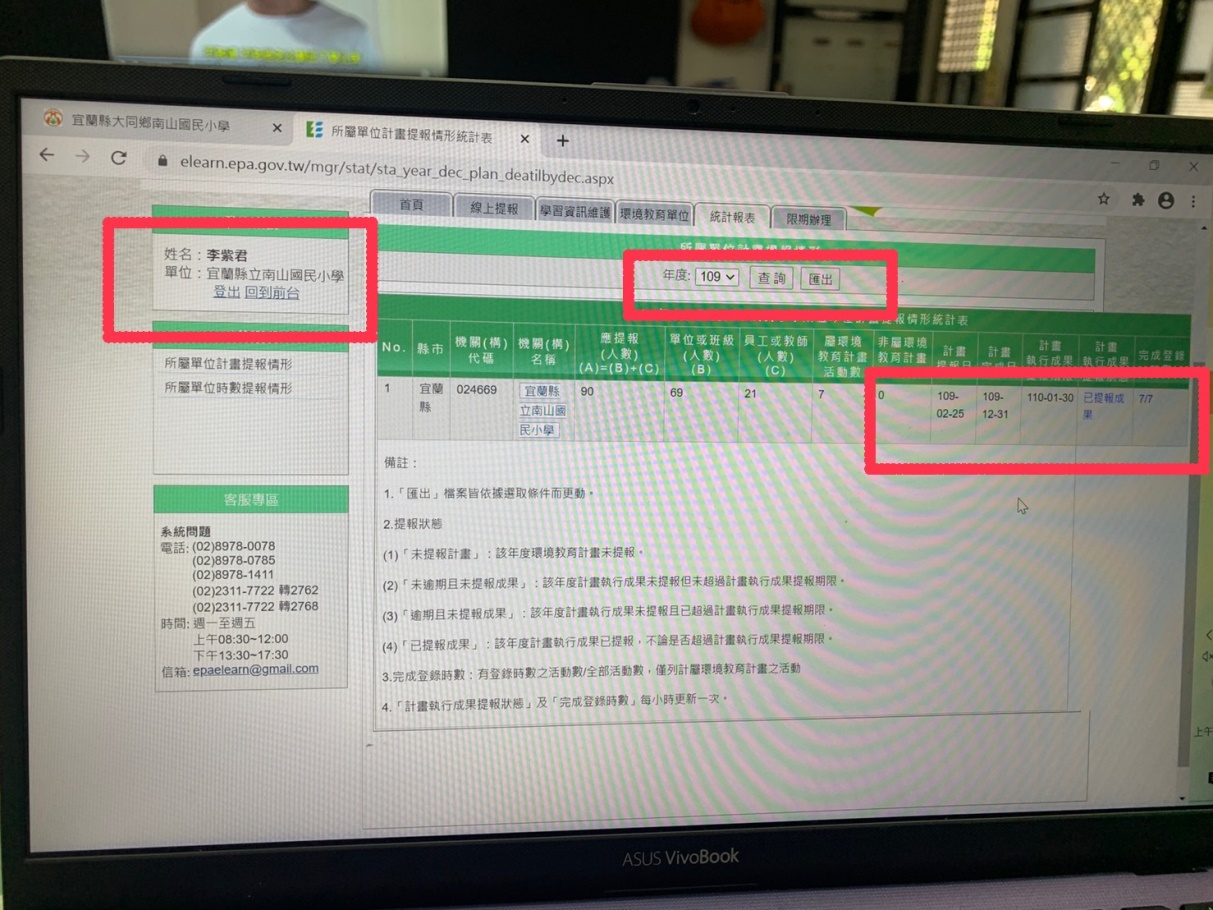 宜蘭縣大同鄉南山國民小學
所屬單位計畫提報情形統計表
elearn.epa.gov.tw/mgr/stat/sta_year_dec_plan_deatilbydec.aspx
首頁
線上提報
學習資訊維護
環境教育單位
統計報表
限期辦理
姓名：李紫君
單位：宜蘭縣立南山國民小學
登出 回到前台
所屬單位計畫提報情形
所屬單位時數提報情形
客服專區
系統問題
電話: (02)8978-0078
(02)8978-0785
(02)8978-1411
(02)2311-7722 轉2762
(02)2311-7722 轉2768
時間: 週一至週五
上午08:30~12:00
下午13:30~17:30
信箱: epaelearn@gmail.com
所屬單位計畫提報情形
年度: 109 查詢 匯出
計畫提報情形統計表
No.
縣市
機關(構)
代碼
機關(構)
名稱
應提報
(人數)
(A)=(B)+(C)
單位或班級
(人數)
(B)
員工或教師
(人數)
(C)
屬環境
教育計畫
活動數
非屬環境
教育計畫
計畫
提報日
計畫
計畫
執行成果
計畫
執行成果
完成登錄
1
宜蘭
縣
024669
宜蘭縣
立南山國
民小學
90
69
21
7
0
109-
02-25
109-
12-31
110-01-30
已提報成
果
7/7
備註：
1.「匯出」檔案皆依據選取條件而更動。
2.提報狀態
(1)「未提報計畫」：該年度環境教育計畫未提報。
(2)「未逾期且未提報成果」：該年度計畫執行成果未提報但未超過計畫執行成果提報期限。
(3)「逾期且未提報成果」：該年度計畫執行成果未提報且已超過計畫執行成果提報期限。
(4)「已提報成果」：該年度計畫執行成果已提報，不論是否超過計畫執行成果提報期限。
3.完成登錄時數：有登錄時數之活動數/全部活動數，僅列計屬環境教育計畫之活動
4.「計畫執行成果提報狀態」及「完成登錄時數」每小時更新一次。
上午
ASUS VivoBook